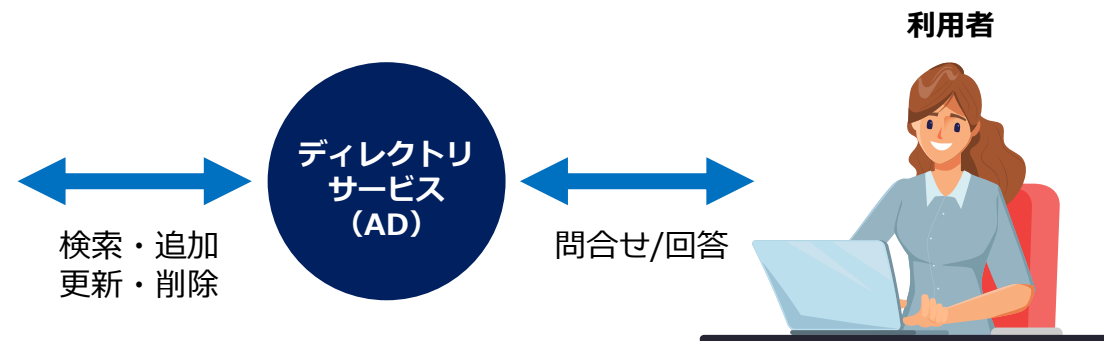 利用者
ディレクトリ
サービス
（AD）
検索・追加
更新・削除
問合せ/回答